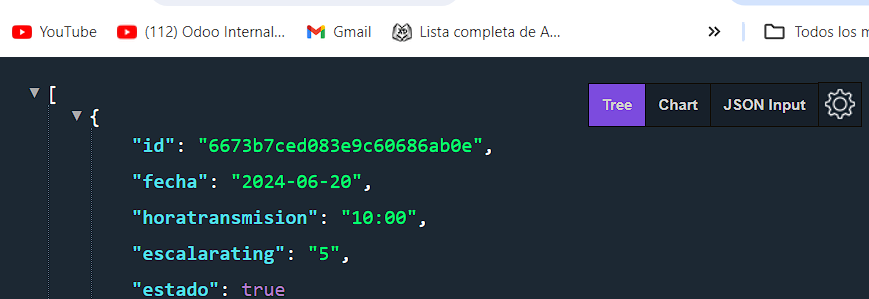 YouTube (112) Odoo Internal... Gmail Lista completa de A... » Todos los m
[
Tree Chart JSON Input
{
"id": "6673b7ced083e9c60686ab0e",
"fecha": "2024-06-20",
"horatransmision": "10:00",
"escalarating": "5",
"estado": true